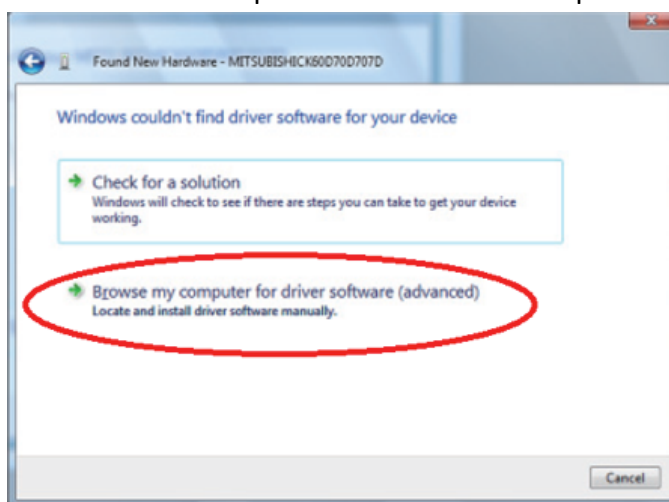 Found New Hardware - MITSUBISHICK60D70D707D
Windows couldn't find driver software for your device
Check for a solution
Windows will check to see if there are steps you can take to get your device
working.
Browse my computer for driver software (advanced)
Locate and install driver software manually.
Cancel